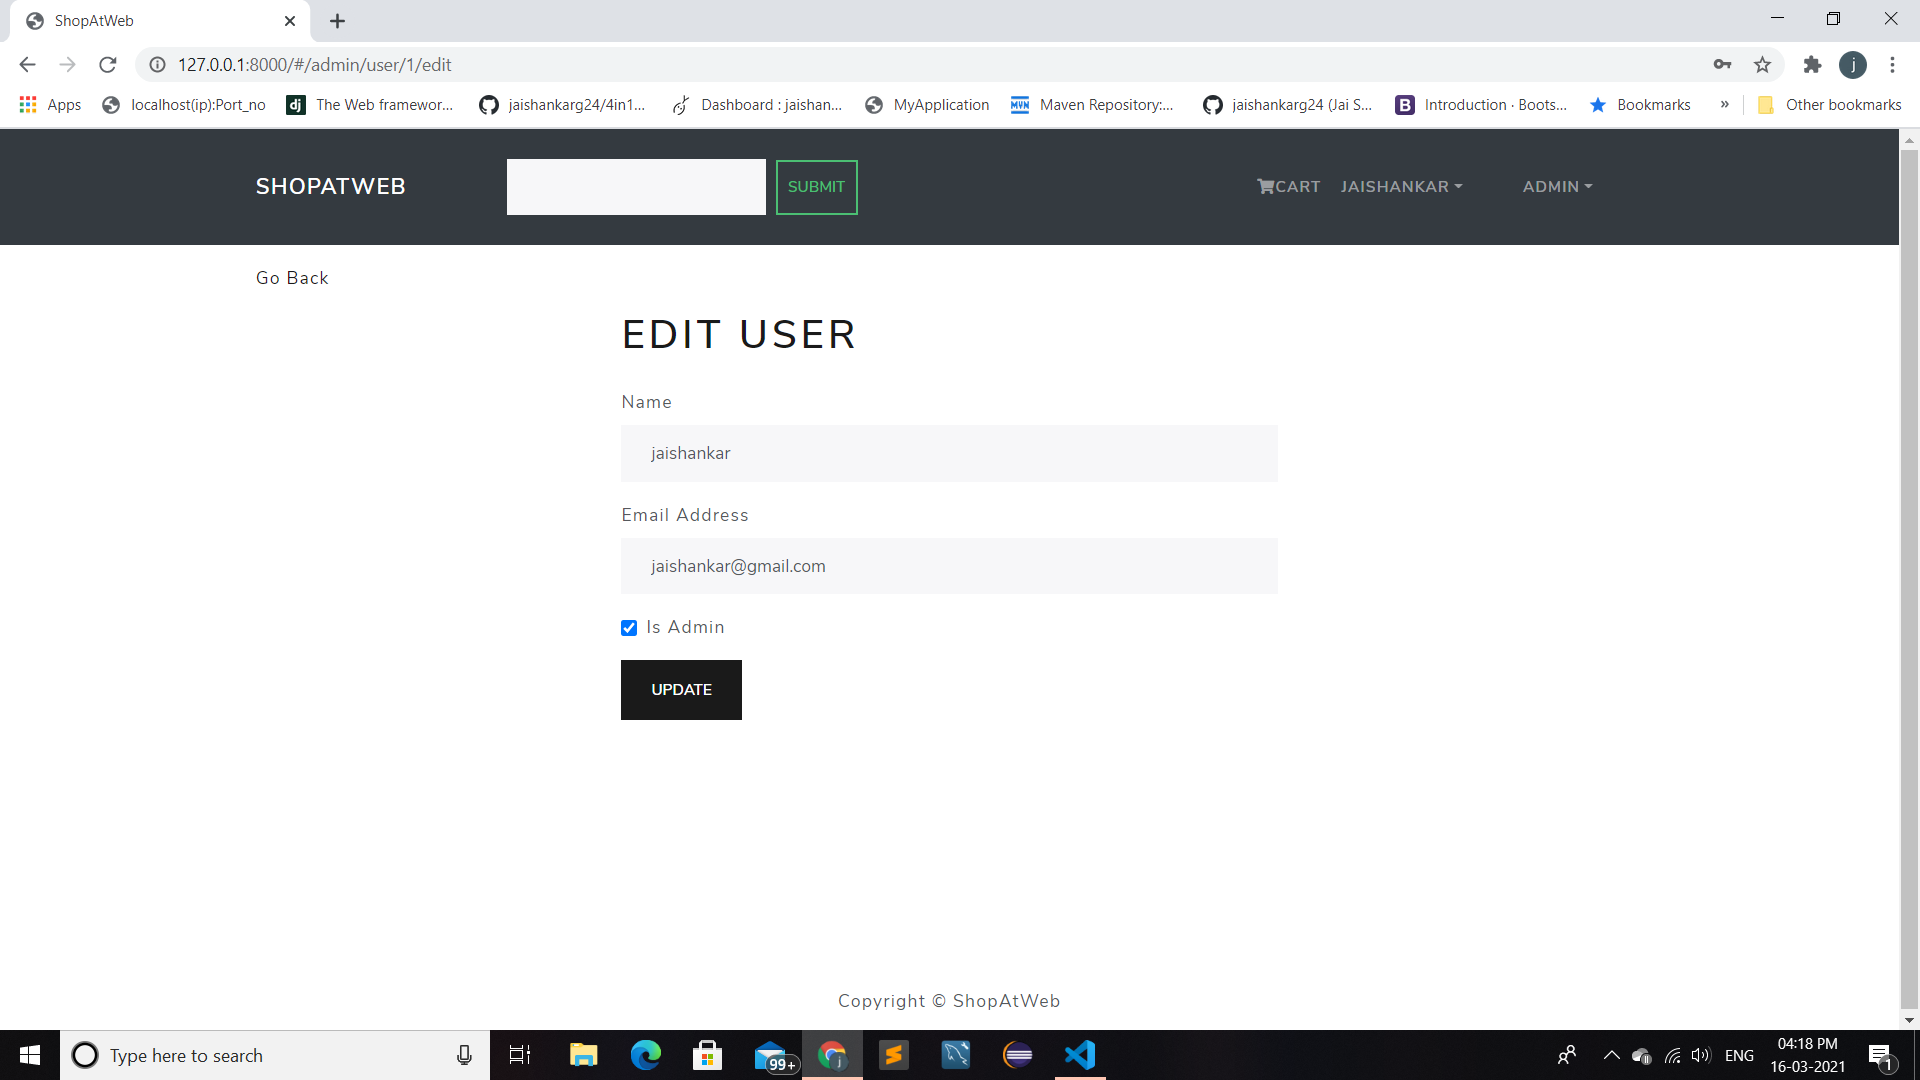 ShopAtWeb
127.0.0.1:8000/#/admin/user/1/edit
j
Apps
localhost(ip):Port_no
dj
The Web framewor...
jaishankarg24/4in1...
Dashboard : jaishan...
MyApplication
MVN
Maven Repository:...
jaishankarg24 (Jai S...
B
Introduction · Boots...
Bookmarks
»
Other bookmarks
SHOPATWEB
SUBMIT
CART
JAISHANKAR
ADMIN
Go Back
EDIT USER
Name
jaishankar
Email Address
jaishankar@gmail.com
Is Admin
UPDATE
Copyright © ShopAtWeb
Type here to search
99+
j
ENG
04:18 PM
16-03-2021
1